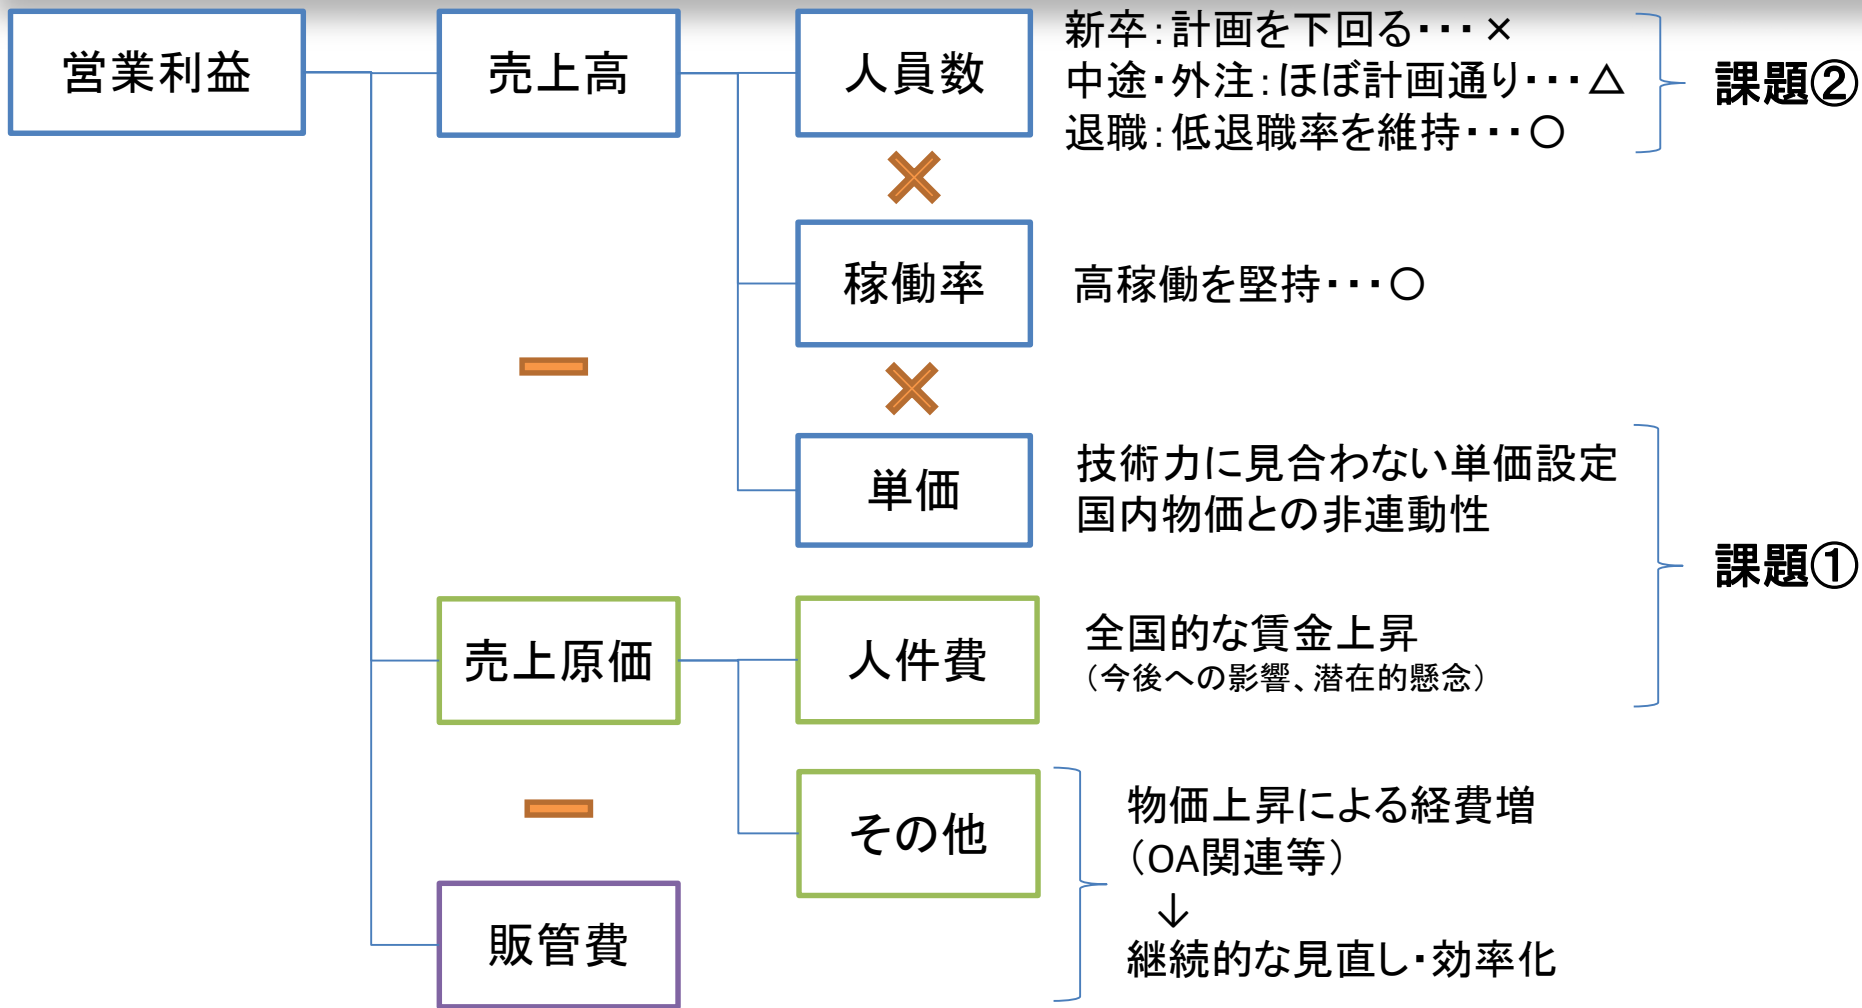 営業利益
売上高
人員数
新卒：計画を下回る・・・×
中途・外注：ほぼ計画通り・・・△
退職：低退職率を維持・・・○
課題②
稼働率
高稼働を堅持・・・○
単価
技術力に見合わない単価設定
国内物価との非連動性
課題①
売上原価
人件費
全国的な賃金上昇
（今後への影響、潜在的懸念）
その他
物価上昇による経費増
（OA関連等）
↓
継続的な見直し・効率化
販管費